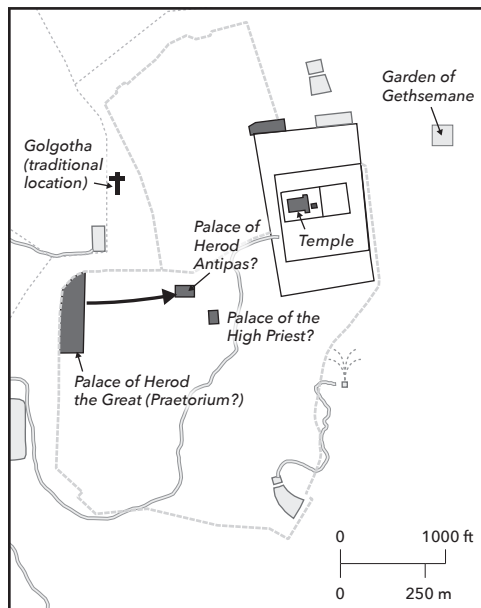 Garden of
Gethsemane
Golgotha
(traditional
location)
Palace of
Herod
Antipas?
Temple
Palace of the
High Priest?
Palace of Herod
the Great (Praetorium?)
0 1000 ft
0 250 m